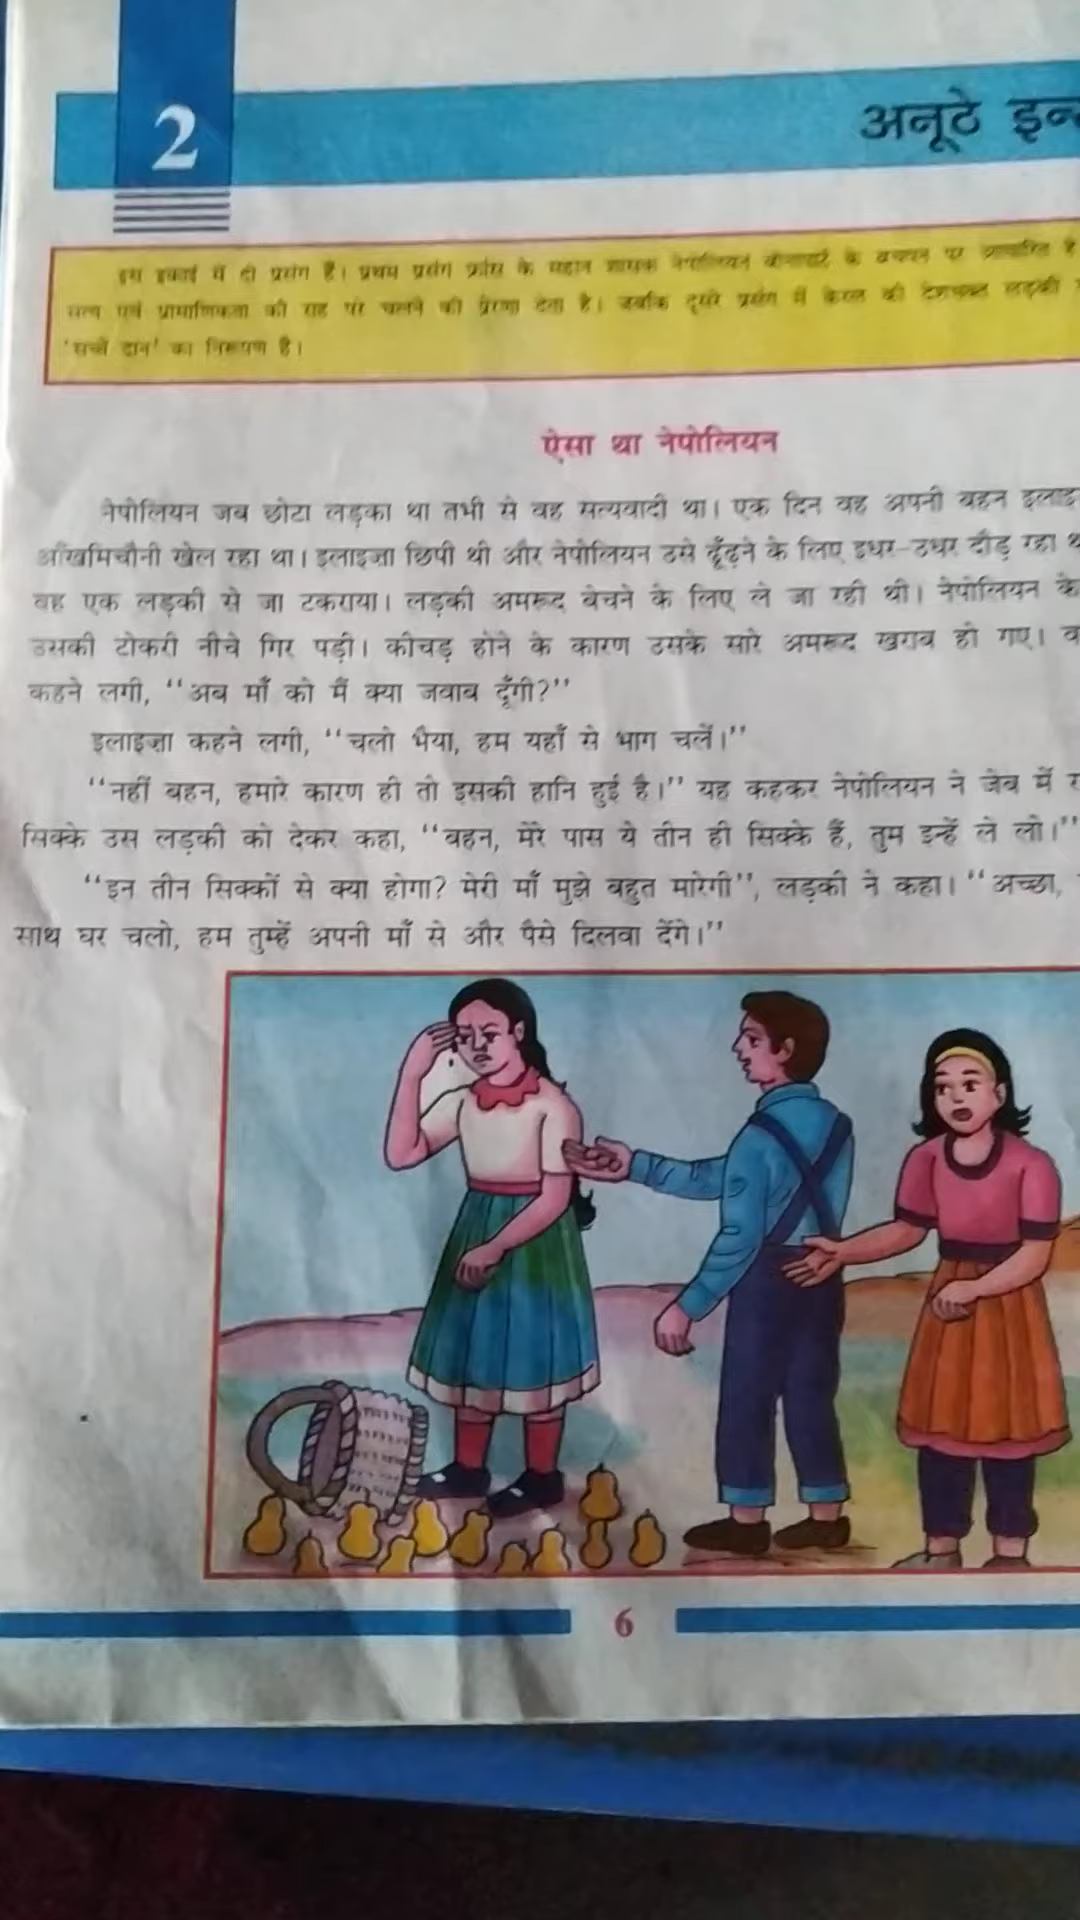 2
अनूठे
इस इकाई में दो प्रसंग हैं। प्रथम प्रसंग फ्रांस के महान शासक नेपोलियन बोनापार्ट के बचपन पर आधारित है
सत्य एवं प्रामाणिकता की राह पर चलने की प्रेरणा देता है। जबकि दूसरे प्रसंग में केरल की देशभक्त लड़की
'सच्चे दान' का निरूपण है।
ऐसा था नेपोलियन
नेपोलियन जब छोटा लड़का था तभी से वह सत्यवादी था। एक दिन वह अपनी बहन
आँखमिचौनी खेल रहा था। इलाइज़ा छिपी थी और नेपोलियन उसे ढूँढ़ने के लिए इधर-उधर दौड़ रहा
वह एक लड़की से जा टकराया। लड़की अमरूद बेचने के लिए ले जा रही थी। नेपोलियन के
उसकी टोकरी नीचे गिर पड़ी। कीचड़ होने के कारण उसके सारे अमरूद खराब हो गए।
कहने लगी, ‘‘अब माँ को मैं क्या जवाब दूँगी?’’
इलाइज़ा कहने लगी, ‘‘चलो भैया, हम यहाँ से भाग चलें।’’
‘‘नहीं बहन, हमारे कारण ही तो इसकी हानि हुई है।’’ यह कहकर नेपोलियन ने जेब में
सिक्के उस लड़की को देकर कहा, ‘‘बहन, मेरे पास ये तीन ही सिक्के हैं, तुम इन्हें ले लो।’’
‘‘इन तीन सिक्कों से क्या होगा? मेरी माँ मुझे बहुत मारेगी’’, लड़की ने कहा। ‘‘अच्छा,
साथ घर चलो, हम तुम्हें अपनी माँ से और पैसे दिलवा देंगे।’’
6